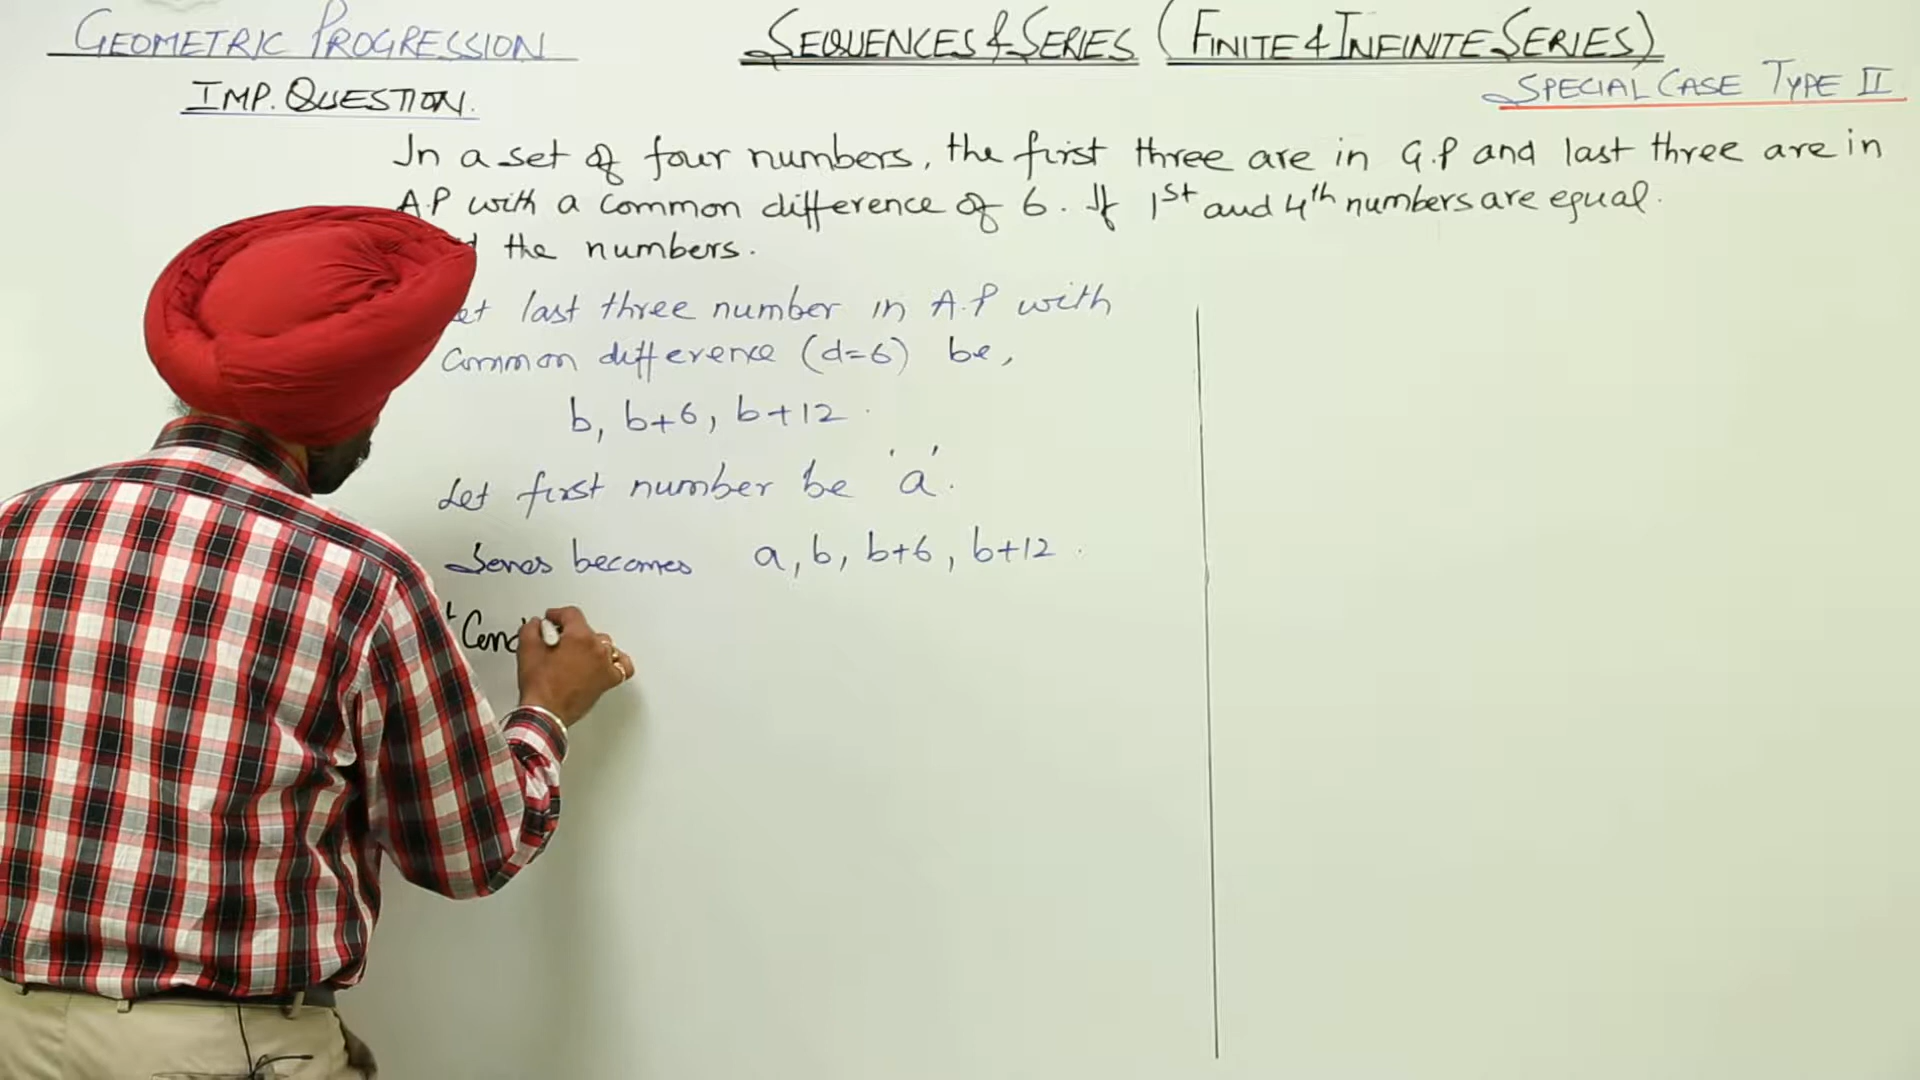 GEOMETRIC PROGRESSION
SEQUENCES & SERIES (FINITE & INFINITE SERIES)
IMP. QUESTION.
SPECIAL CASE TYPE II
In a set of four numbers, the first three are in G.P and last three are in
A.P with a common difference of 6. If 1st and 4th numbers are equal.
the numbers.
last three number in A.P with
Common difference (d=6) be,
b, b+6, b+12.
Let first number be 'a'.
Series becomes a, b, b+6, b+12.